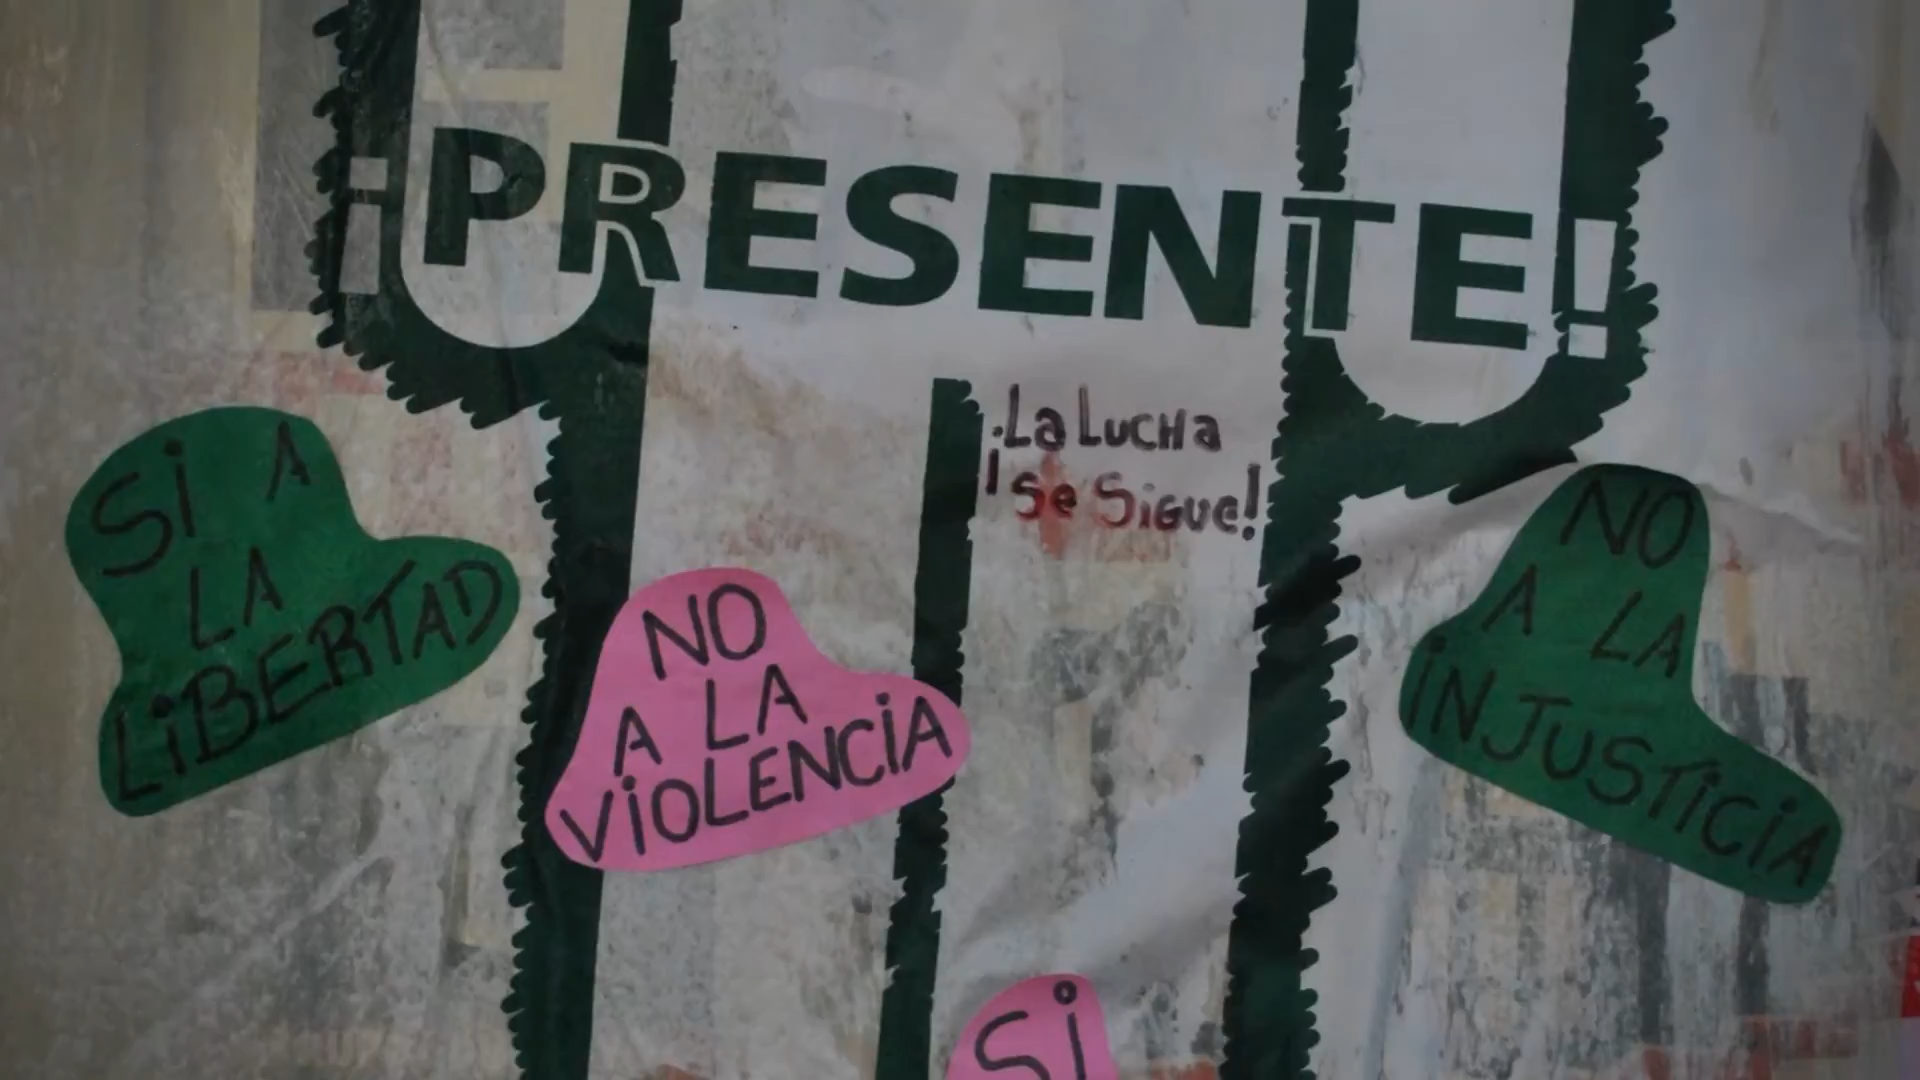 ¡PRESENTE!
¡La LUCHa
Se SiGUe!
Si A
LA
LiBERTAD
NO
A LA
ViOLENCiA
NO
A LA
iNJUSTiCiA
Si